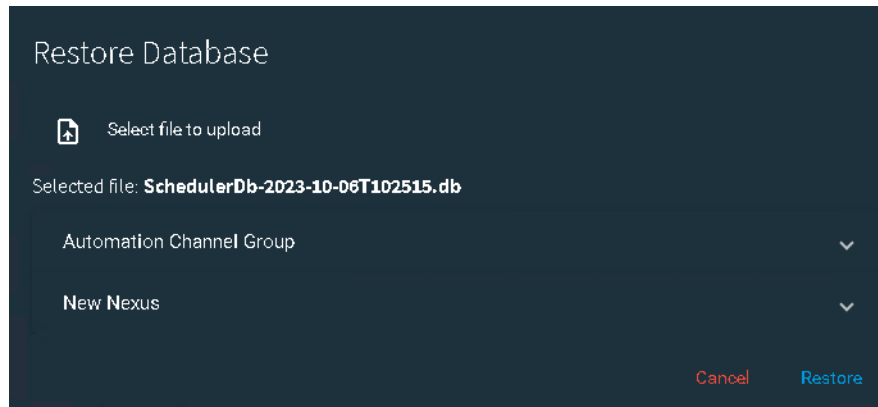 Restore Database
Select file to upload
Selected file: SchedulerDb-2023-10-06T102515.db
Automation Channel Group
New Nexus
Cancel Restore